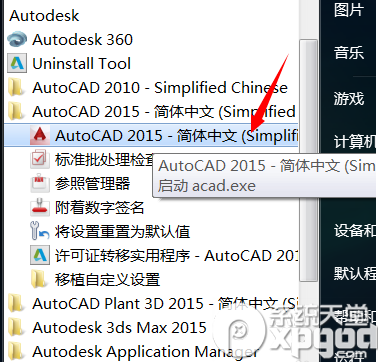 Autodesk
Autodesk 360
Uninstall Tool
AutoCAD 2010 - Simplified Chinese
AutoCAD 2015 - 简体中文 (Simplified
AutoCAD 2015 - 简体中文 (Simplifi
标准批处理检查
参照管理器
附着数字签名
将设置重置为默认值
许可证转移实用程序 - AutoCAD 201
移植自定义设置
AutoCAD Plant 3D 2015 - 简体中文 (
Autodesk 3ds Max 2015
Autodesk Application Manager
AutoCAD 2015 - 简体中文 (Sim
启动 acad.exe
图片
音乐
游戏
计算机
设备和
默认程
系统天堂
xpgod